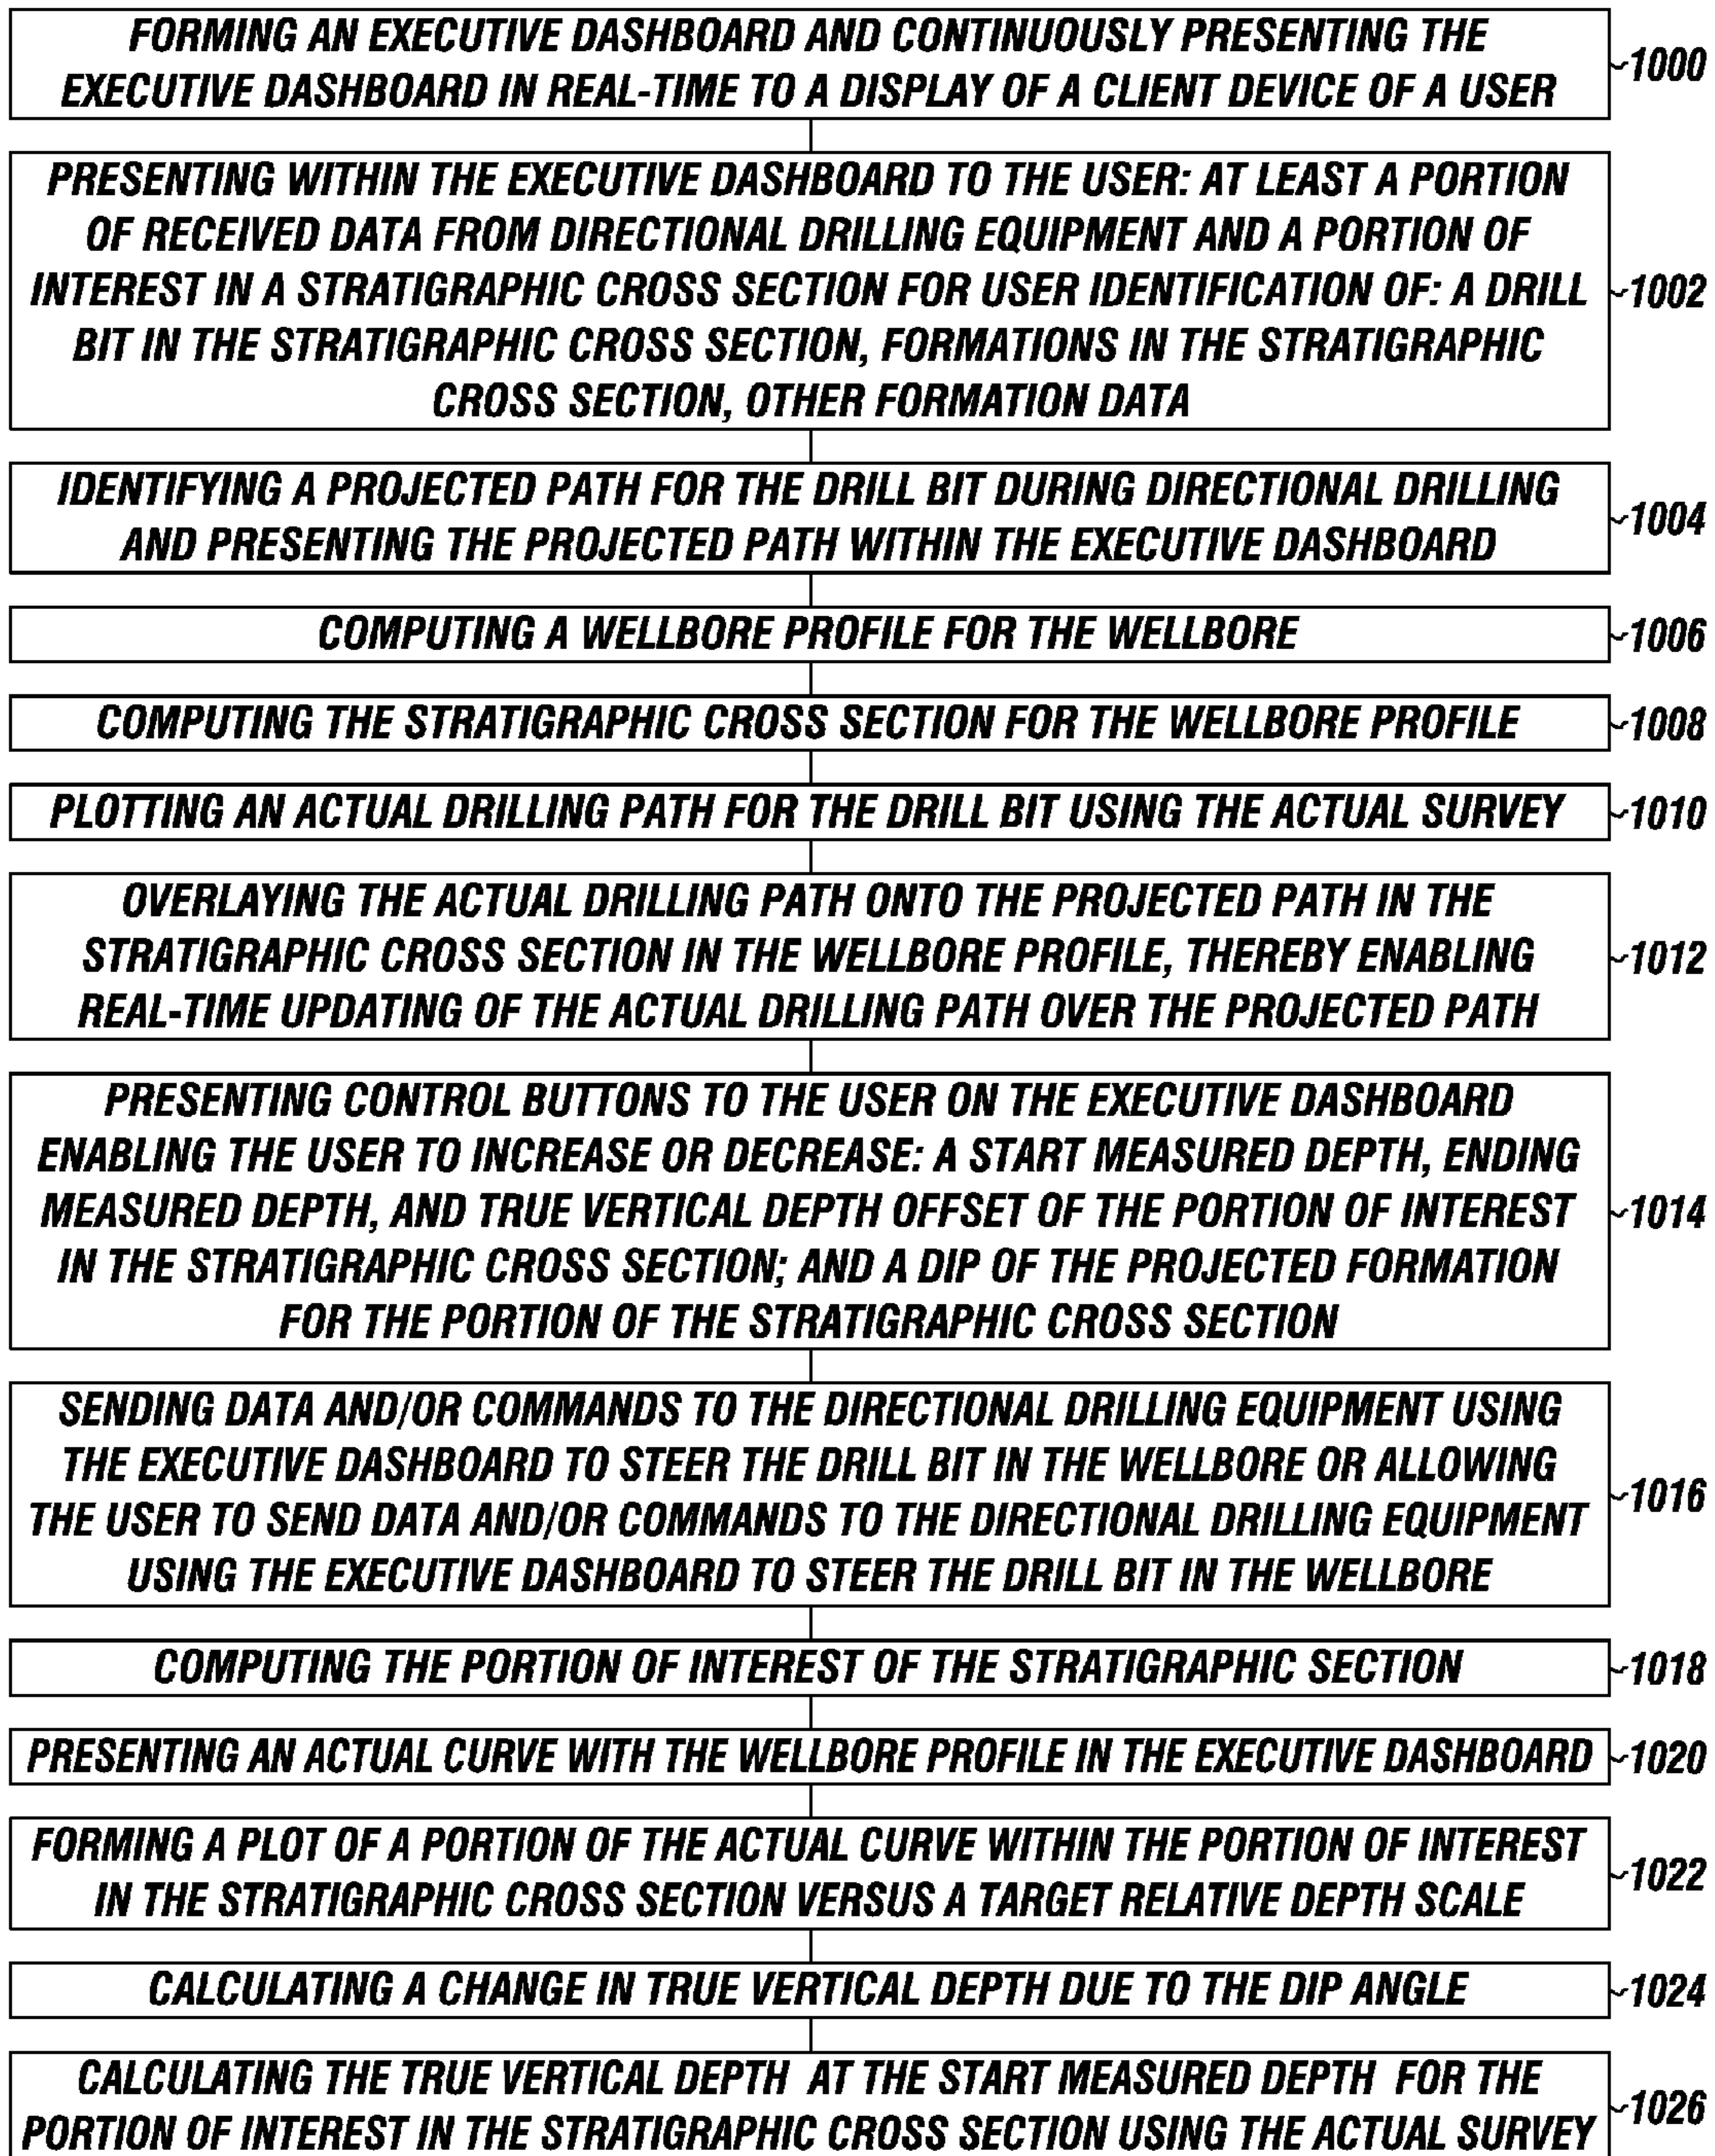 FORMING AN EXECUTIVE DASHBOARD AND CONTINUOUSLY PRESENTING THE
EXECUTIVE DASHBOARD IN REAL-TIME TO A DISPLAY OF A CLIENT DEVICE OF A USER
1000
PRESENTING WITHIN THE EXECUTIVE DASHBOARD TO THE USER: AT LEAST A PORTION
OF RECEIVED DATA FROM DIRECTIONAL DRILLING EQUIPMENT AND A PORTION OF
INTEREST IN A STRATIGRAPHIC CROSS SECTION FOR USER IDENTIFICATION OF: A DRILL
BIT IN THE STRATIGRAPHIC CROSS SECTION, FORMATIONS IN THE STRATIGRAPHIC
CROSS SECTION, OTHER FORMATION DATA
1002
IDENTIFYING A PROJECTED PATH FOR THE DRILL BIT DURING DIRECTIONAL DRILLING
AND PRESENTING THE PROJECTED PATH WITHIN THE EXECUTIVE DASHBOARD
1004
COMPUTING A WELLBORE PROFILE FOR THE WELLBORE
1006
COMPUTING THE STRATIGRAPHIC CROSS SECTION FOR THE WELLBORE PROFILE
1008
PLOTTING AN ACTUAL DRILLING PATH FOR THE DRILL BIT USING THE ACTUAL SURVEY
1010
OVERLAYING THE ACTUAL DRILLING PATH ONTO THE PROJECTED PATH IN THE
STRATIGRAPHIC CROSS SECTION IN THE WELLBORE PROFILE, THEREBY ENABLING
REAL-TIME UPDATING OF THE ACTUAL DRILLING PATH OVER THE PROJECTED PATH
1012
PRESENTING CONTROL BUTTONS TO THE USER ON THE EXECUTIVE DASHBOARD
ENABLING THE USER TO INCREASE OR DECREASE: A START MEASURED DEPTH, ENDING
MEASURED DEPTH, AND TRUE VERTICAL DEPTH OFFSET OF THE PORTION OF INTEREST
IN THE STRATIGRAPHIC CROSS SECTION; AND A DIP OF THE PROJECTED FORMATION
FOR THE PORTION OF THE STRATIGRAPHIC CROSS SECTION
1014
SENDING DATA AND/OR COMMANDS TO THE DIRECTIONAL DRILLING EQUIPMENT USING
THE EXECUTIVE DASHBOARD TO STEER THE DRILL BIT IN THE WELLBORE OR ALLOWING
THE USER TO SEND DATA AND/OR COMMANDS TO THE DIRECTIONAL DRILLING EQUIPMENT
USING THE EXECUTIVE DASHBOARD TO STEER THE DRILL BIT IN THE WELLBORE
1016
COMPUTING THE PORTION OF INTEREST OF THE STRATIGRAPHIC SECTION
1018
PRESENTING AN ACTUAL CURVE WITH THE WELLBORE PROFILE IN THE EXECUTIVE DASHBOARD
1020
FORMING A PLOT OF A PORTION OF THE ACTUAL CURVE WITHIN THE PORTION OF INTEREST
IN THE STRATIGRAPHIC CROSS SECTION VERSUS A TARGET RELATIVE DEPTH SCALE
1022
CALCULATING A CHANGE IN TRUE VERTICAL DEPTH DUE TO THE DIP ANGLE
1024
CALCULATING THE TRUE VERTICAL DEPTH AT THE START MEASURED DEPTH FOR THE
PORTION OF INTEREST IN THE STRATIGRAPHIC CROSS SECTION USING THE ACTUAL SURVEY
1026